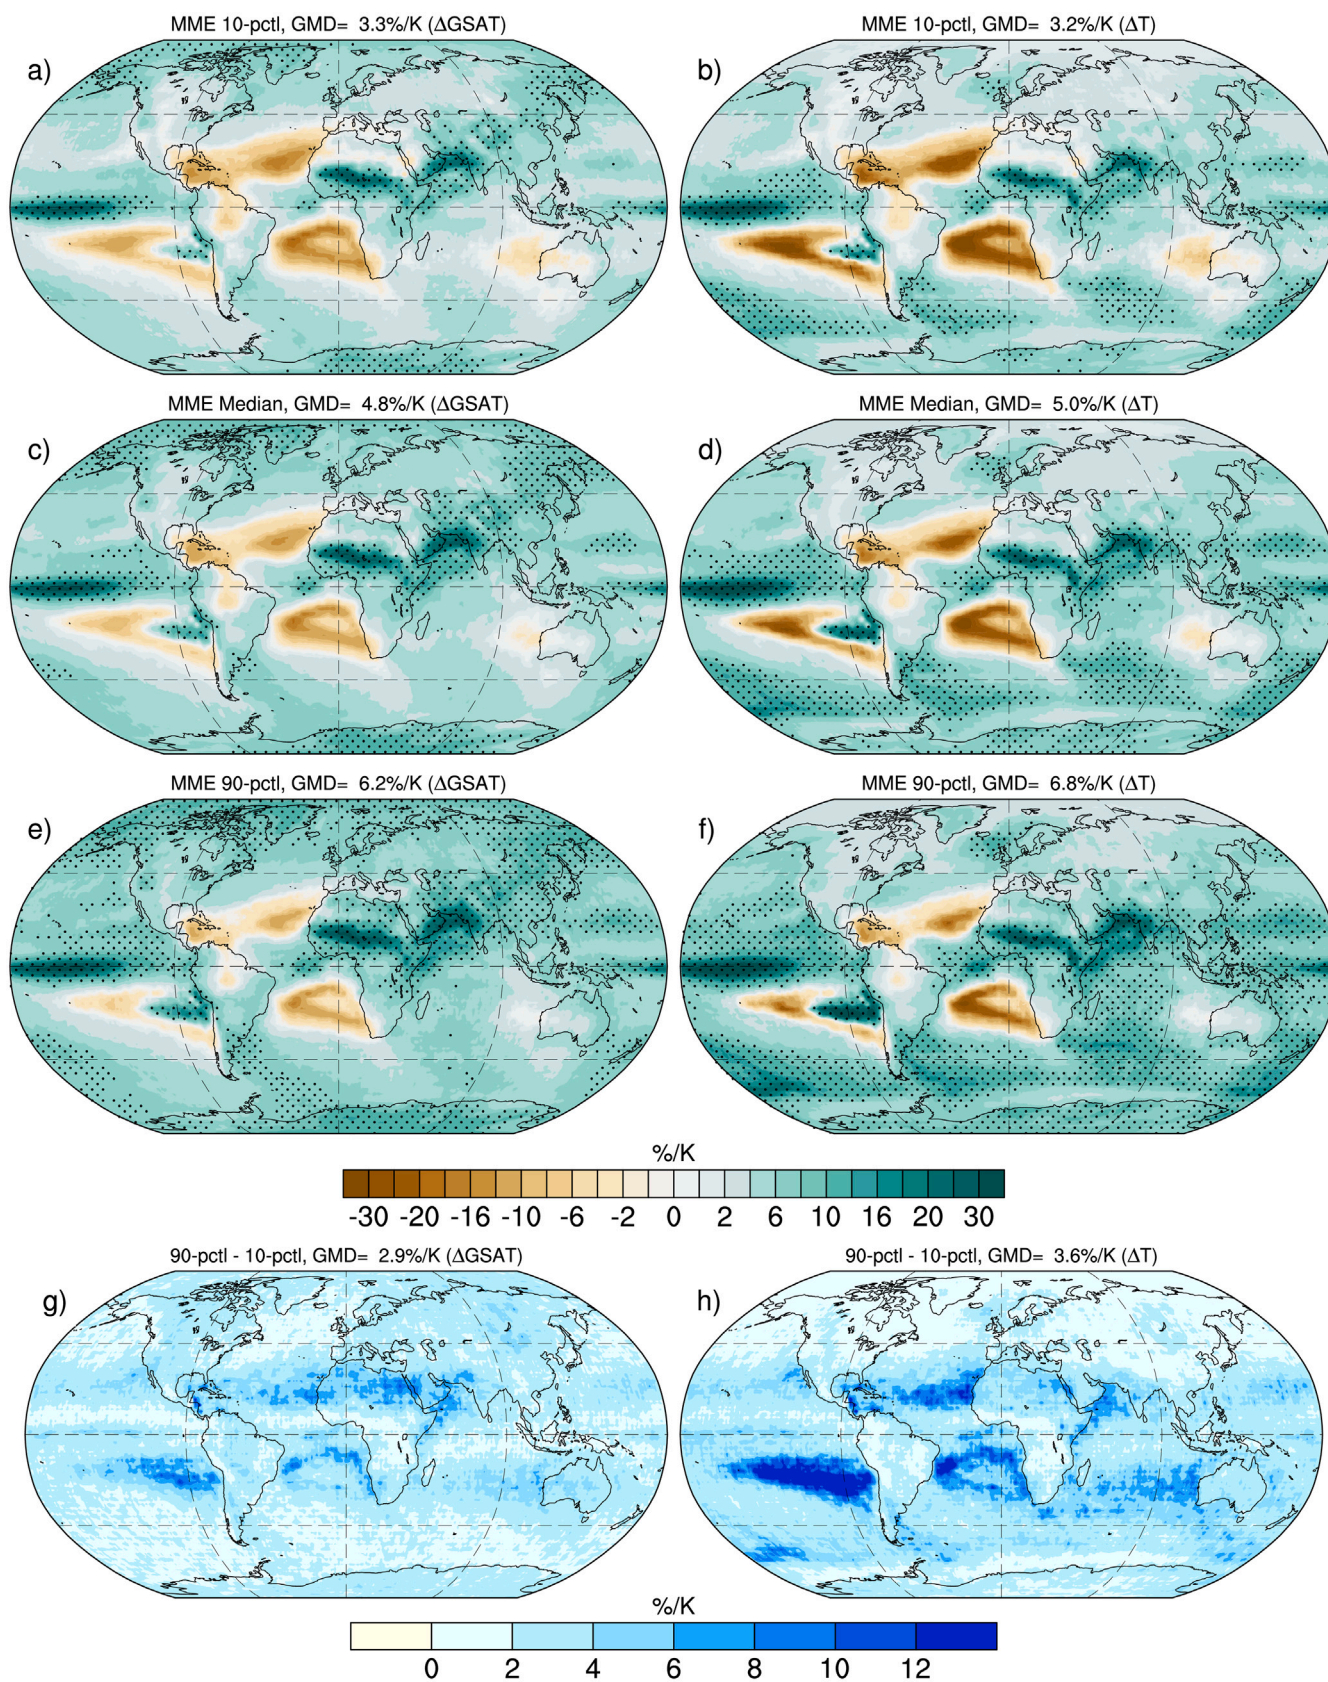 MME 10-pctl, GMD= 3.3%/K (ΔGSAT)
MME 10-pctl, GMD= 3.2%/K (ΔT)
a)
b)
MME Median, GMD= 4.8%/K (ΔGSAT)
MME Median, GMD= 5.0%/K (ΔT)
c)
d)
MME 90-pctl, GMD= 6.2%/K (ΔGSAT)
MME 90-pctl, GMD= 6.8%/K (ΔT)
e)
f)
%/K
-30 -20 -16 -10 -6 -2 0 2 6 10 16 20 30
90-pctl - 10-pctl, GMD= 2.9%/K (ΔGSAT)
90-pctl - 10-pctl, GMD= 3.6%/K (ΔT)
g)
h)
%/K
0 2 4 6 8 10 12